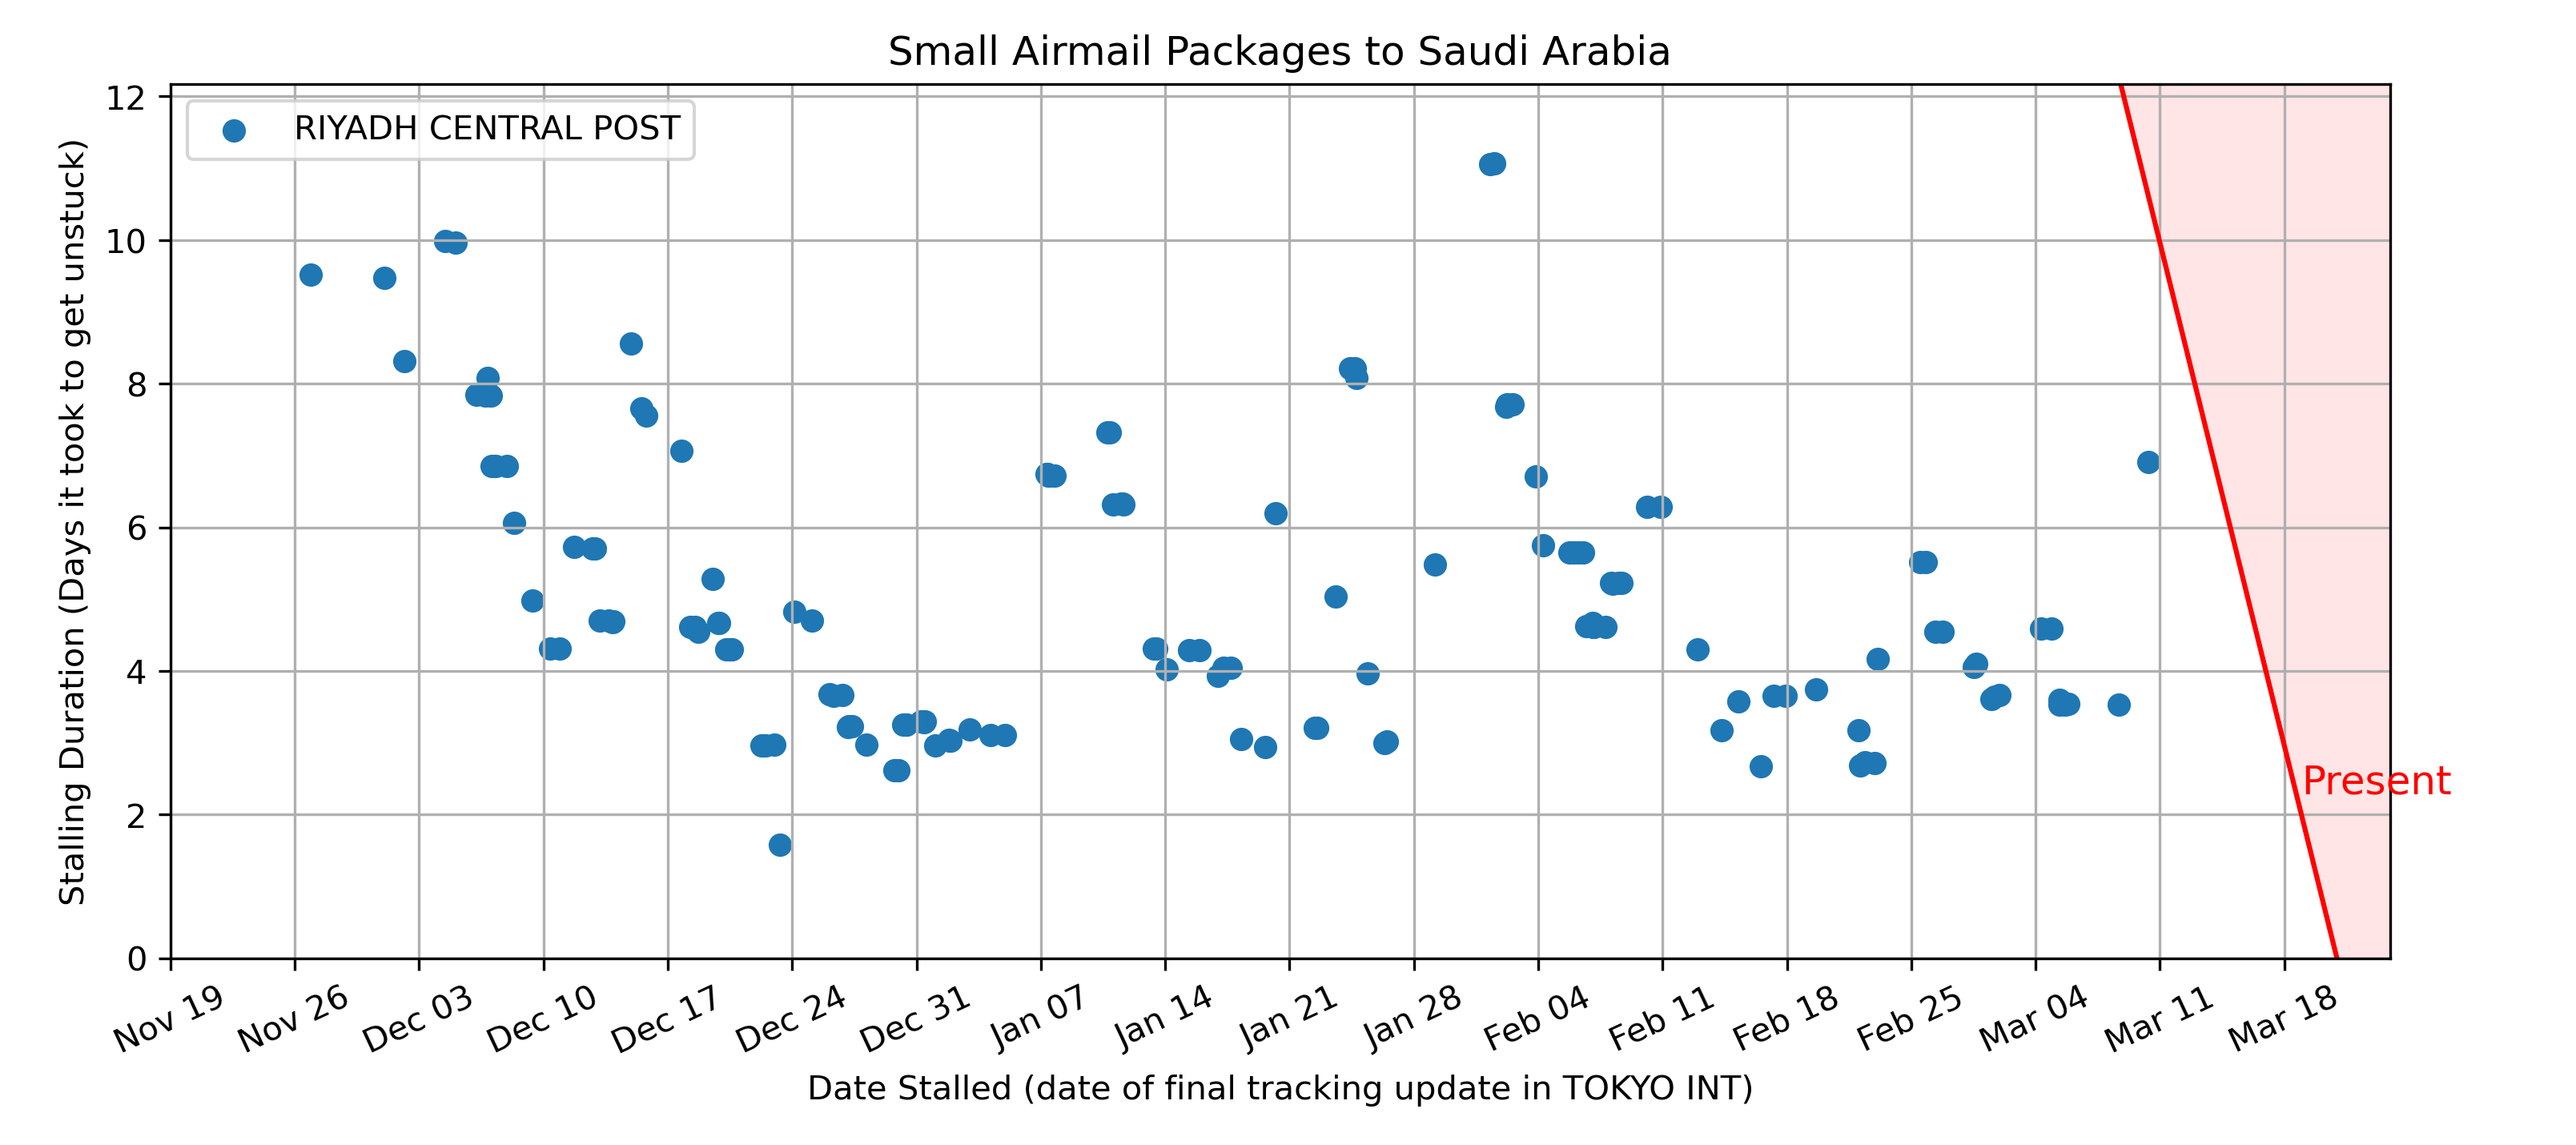 Small Airmail Packages to Saudi Arabia
RIYADH CENTRAL POST
Stalling Duration (Days it took to get unstuck)
12
10
8
6
4
2
0
Present
Nov 19
Nov 26
Dec 03
Dec 10
Dec 17
Dec 24
Dec 31
Jan 07
Jan 14
Jan 21
Jan 28
Feb 04
Feb 11
Feb 18
Feb 25
Mar 04
Mar 11
Mar 18
Date Stalled (date of final tracking update in TOKYO INT)